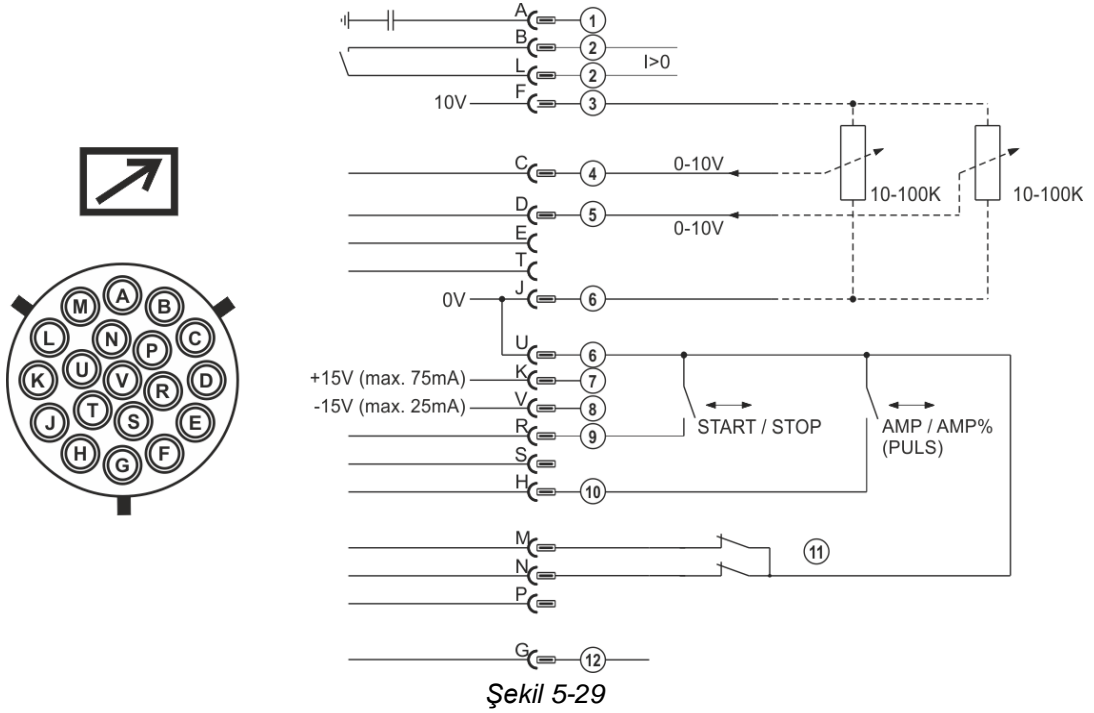 A 1
B 2
I>0
L 2
10V F 3
C 4 0-10V 10-100K 10-100K
D 5 0-10V
E
T
0V J 6
U 6
+15V (max. 75mA) K 7
-15V (max. 25mA) V 8
R 9 START / STOP AMP / AMP%
(PULS)
S
H 10
M 11
N
P
G 12
A
M B
L N P C
K U V R D
J T S E
H G F
Şekil 5-29